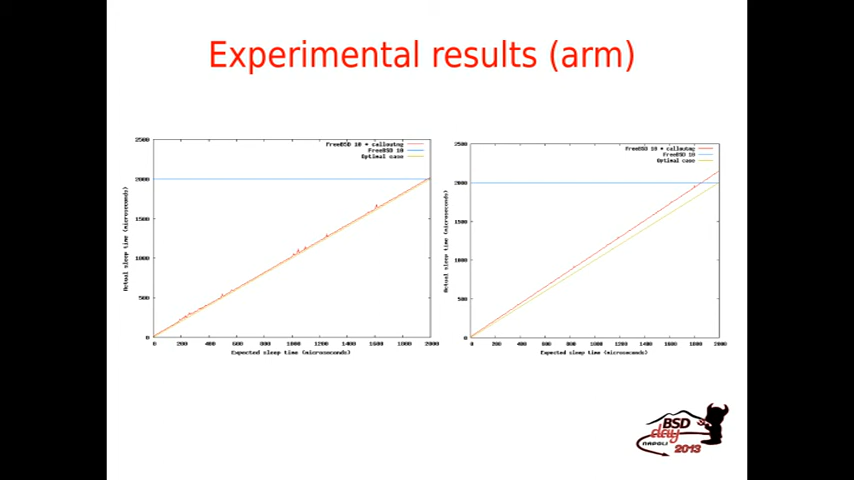 Experimental results (arm)
FreeBSD 10 + calloutng
FreeBSD 10
Optimal case
2500
2000
1500
1000
500
0
Actual sleep time (microseconds)
0 200 400 600 800 1000 1200 1400 1600 1800 2000
Expected sleep time (microseconds)
FreeBSD 10 + calloutng
FreeBSD 10
Optimal case
2500
2000
1500
1000
500
0
Actual sleep time (microseconds)
0 200 400 600 800 1000 1200 1400 1600 1800 2000
Expected sleep time (microseconds)
BSD
day
NAPOLI
2013